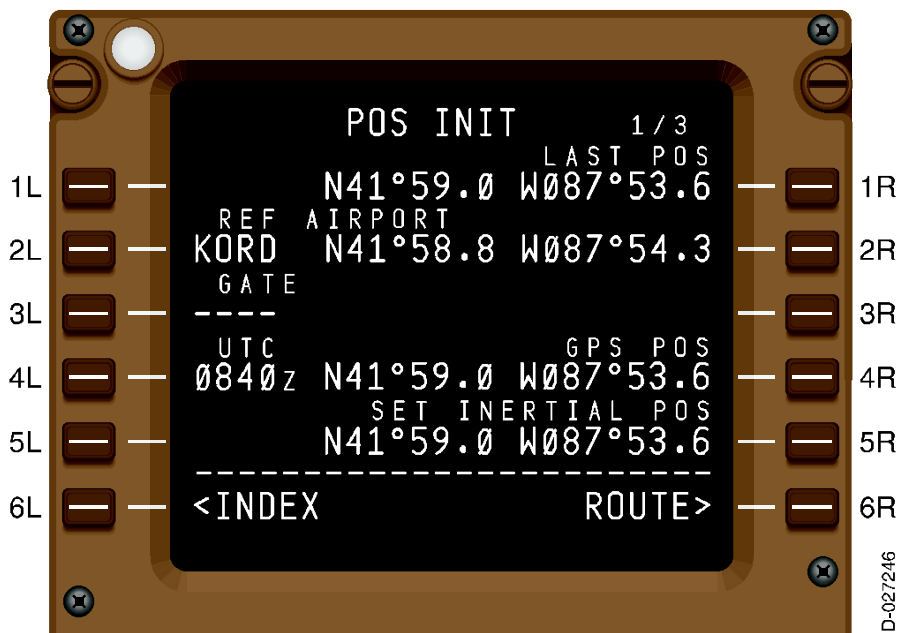 POS INIT 1/3
LAST POS
1L N41°59.0 W087°53.6 1R
REF AIRPORT
2L KORD N41°58.8 W087°54.3 2R
GATE
3L ---- 3R
UTC GPS POS
4L 0840z N41°59.0 W087°53.6 4R
SET INERTIAL POS
5L N41°59.0 W087°53.6 5R
------------------------
6L <INDEX ROUTE> 6R
D-027246